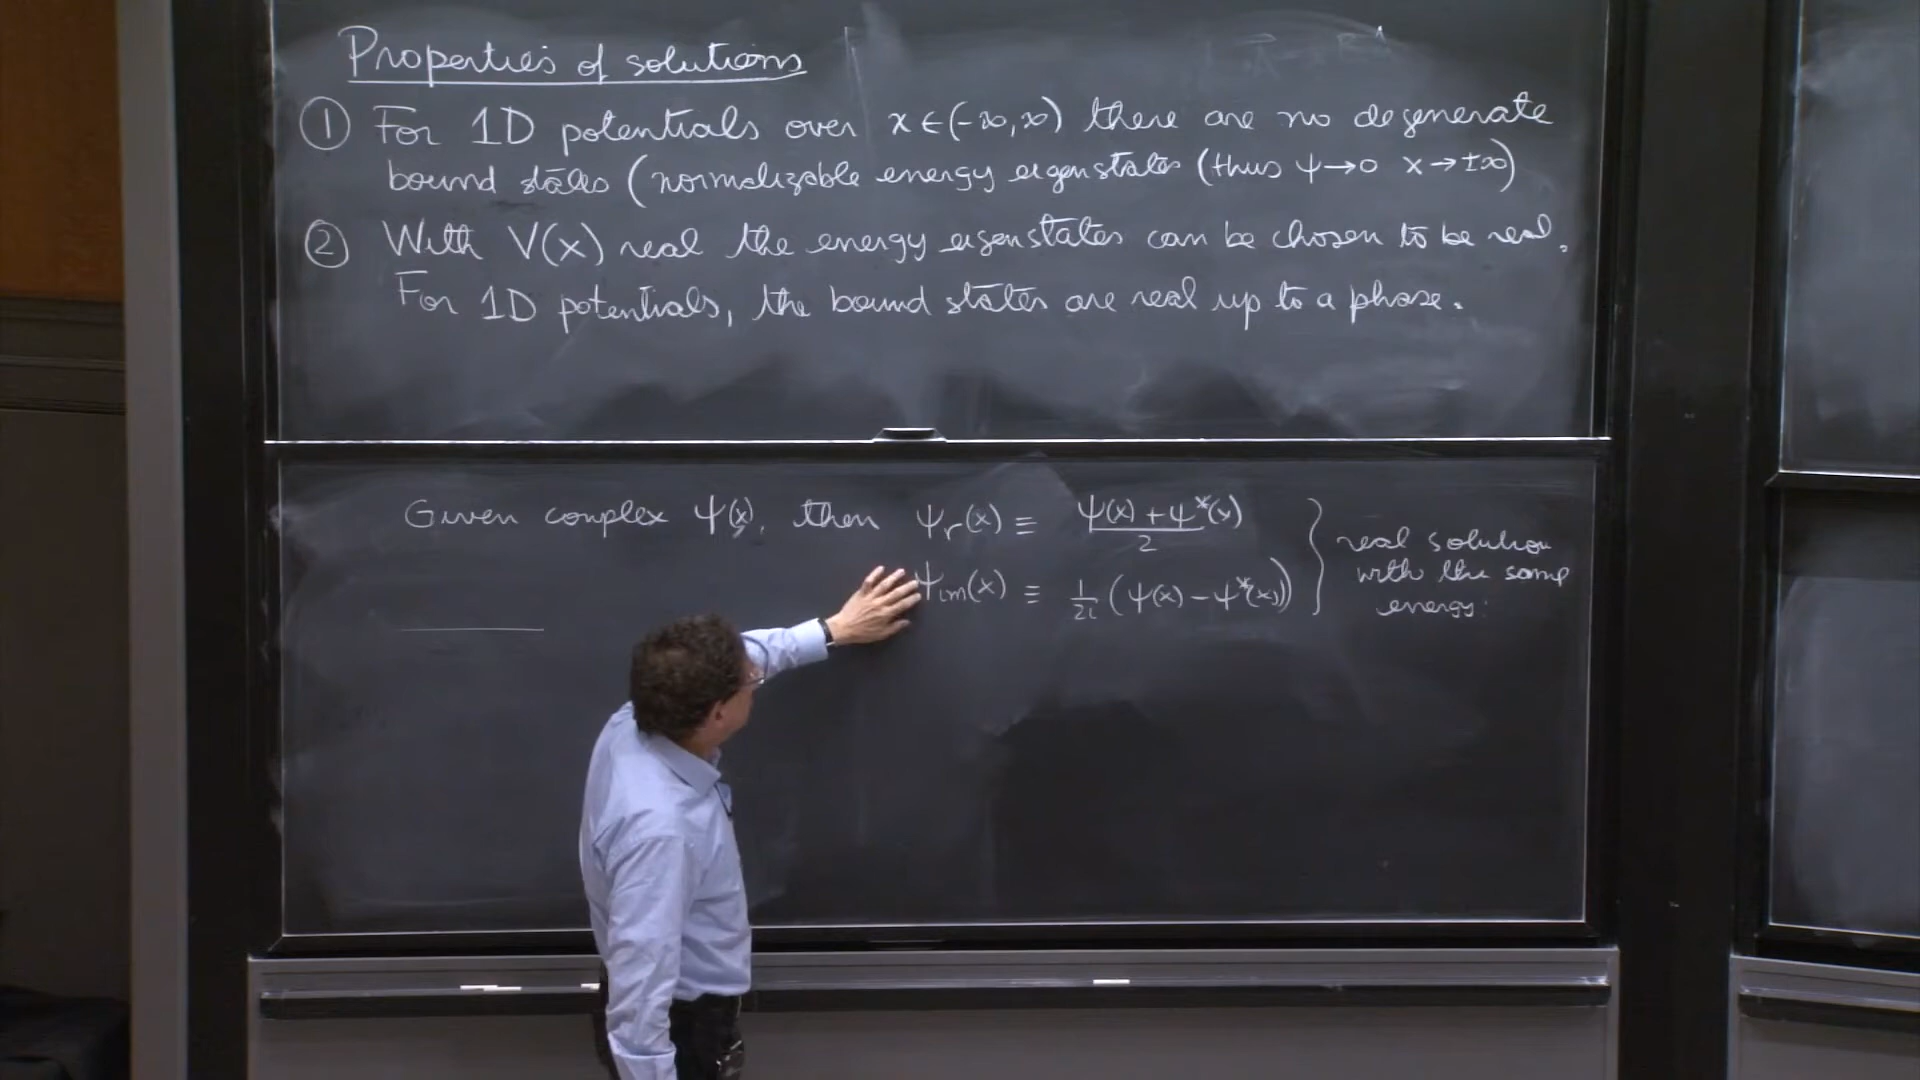 Properties of solutions
① For 1D potentials over x ∈ (-∞, ∞) there are no degenerate
bound states (normalizable energy eigenstates (thus ψ→0 x→±∞)
② With V(x) real the energy eigenstates can be chosen to be real.
For 1D potentials, the bound states are real up to a phase.
Given complex ψ(x), then ψr(x) ≡ ψ(x) + ψ*(x) / 2
ψim(x) ≡ 1/2i (ψ(x) - ψ*(x))
real solution
with the same
energy.